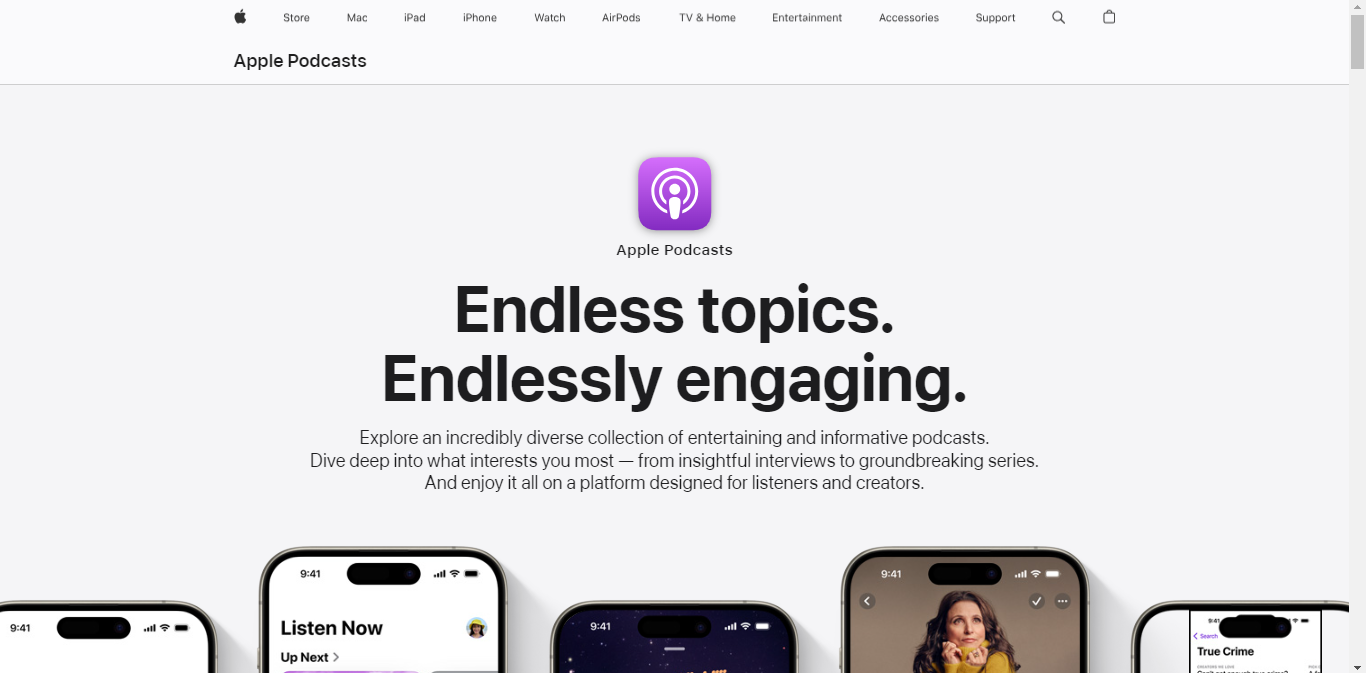 Store Mac iPad iPhone Watch AirPods TV & Home Entertainment Accessories Support
Apple Podcasts
Apple Podcasts
Endless topics.
Endlessly engaging.
Explore an incredibly diverse collection of entertaining and informative podcasts.
Dive deep into what interests you most — from insightful interviews to groundbreaking series.
And enjoy it all on a platform designed for listeners and creators.
9:41
9:41
Listen Now
Up Next
9:41
9:41
9:41
Search
True Crime
CREATORS WE LOVE